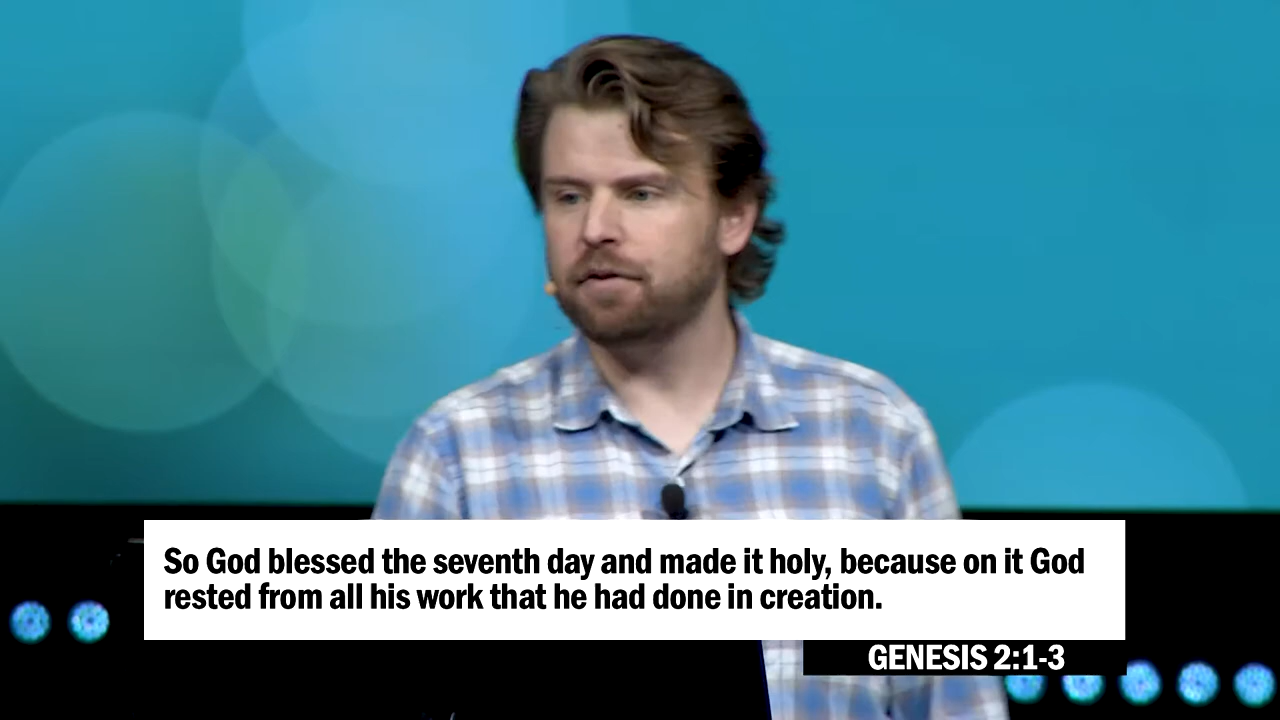 So God blessed the seventh day and made it holy, because on it God
rested from all his work that he had done in creation.
GENESIS 2:1-3